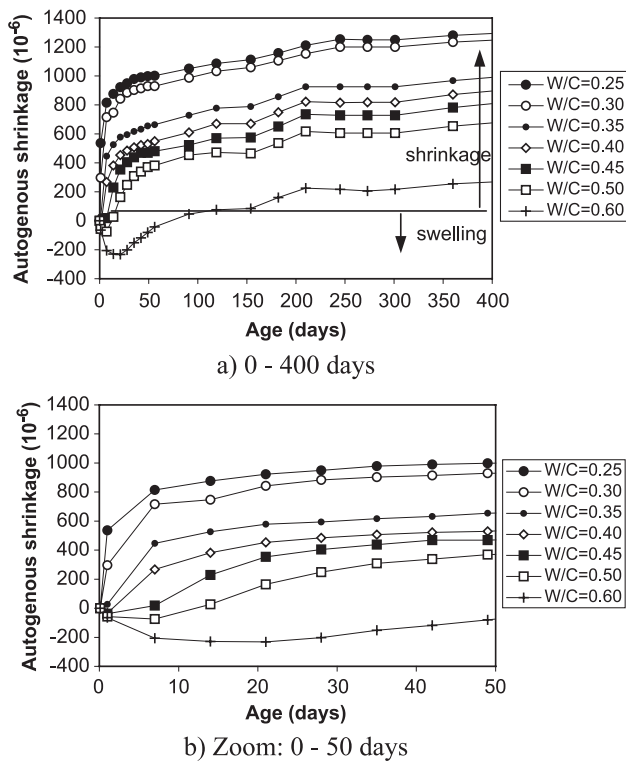 Autogenous shrinkage (10⁻⁶)
1400
1200
1000
800
600
400
200
0
−200
−400
0 50 100 150 200 250 300 350 400
Age (days)
shrinkage
swelling
W/C=0.25
W/C=0.30
W/C=0.35
W/C=0.40
W/C=0.45
W/C=0.50
W/C=0.60
a) 0 - 400 days
Autogenous shrinkage (10⁻⁶)
1400
1200
1000
800
600
400
200
0
-200
-400
0 10 20 30 40 50
Age (days)
W/C=0.25
W/C=0.30
W/C=0.35
W/C=0.40
W/C=0.45
W/C=0.50
W/C=0.60
b) Zoom: 0 - 50 days